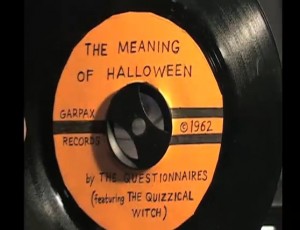 THE MEANING
OF HALLOWEEN
GARPAX
RECORDS
© 1962
by THE QUESTIONNAIRES
(featuring THE QUIZZICAL
WITCH)